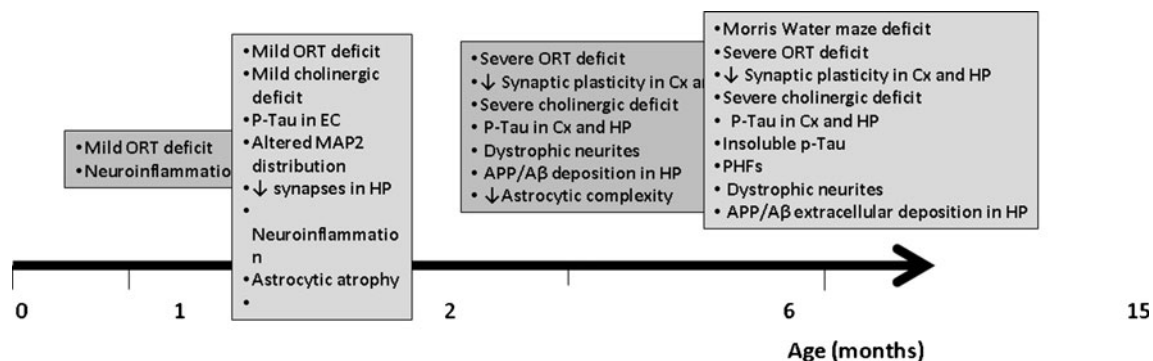 • Mild ORT deficit
• Neuroinflammatio
• Mild ORT deficit
• Mild cholinergic
deficit
• P-Tau in EC
• Altered MAP2
distribution
• ↓ synapses in HP
•
Neuroinflammatio
n
• Astrocytic atrophy
•
• Severe ORT deficit
• ↓ Synaptic plasticity in Cx a
• Severe cholinergic deficit
• P-Tau in Cx and HP
• Dystrophic neurites
• APP/Aβ deposition in HP
• ↓ Astrocytic complexity
• Morris Water maze deficit
• Severe ORT deficit
• ↓ Synaptic plasticity in Cx and HP
• Severe cholinergic deficit
• P-Tau in Cx and HP
• Insoluble p-Tau
• PHFs
• Dystrophic neurites
• APP/Aβ extracellular deposition in HP
0 1 2 6 15
Age (months)